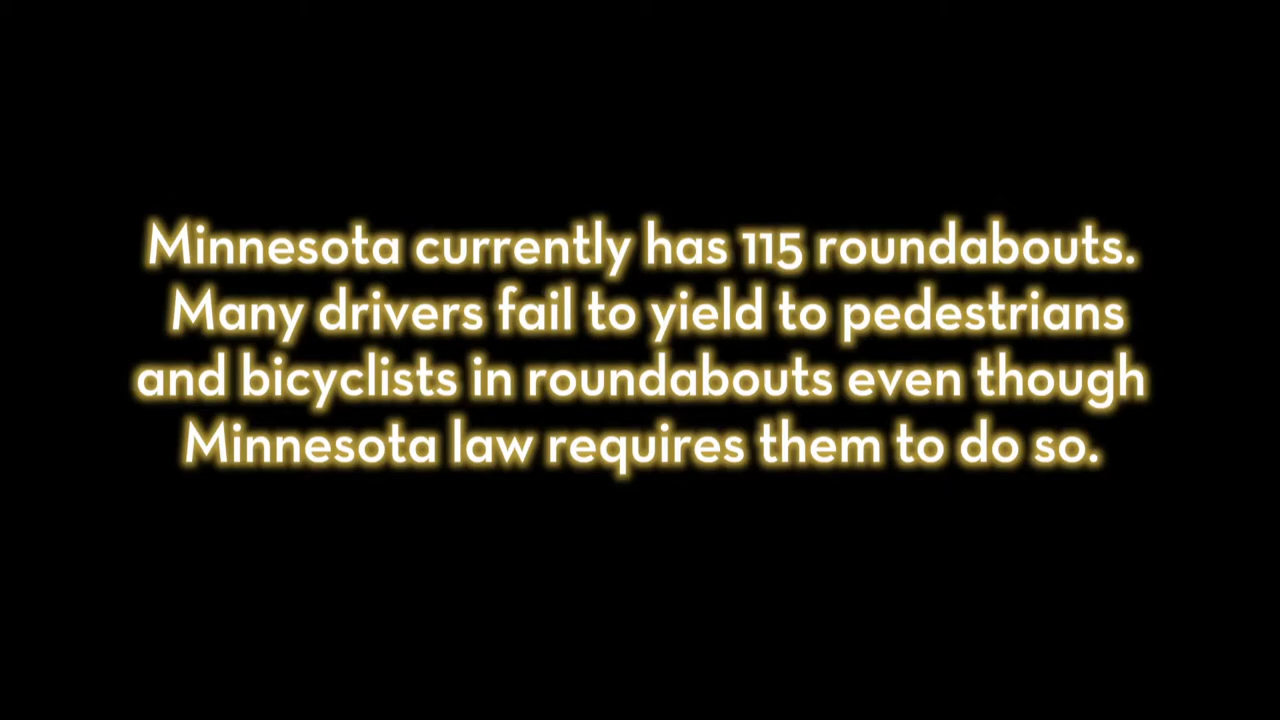 Minnesota currently has 115 roundabouts.
Many drivers fail to yield to pedestrians
and bicyclists in roundabouts even though
Minnesota law requires them to do so.